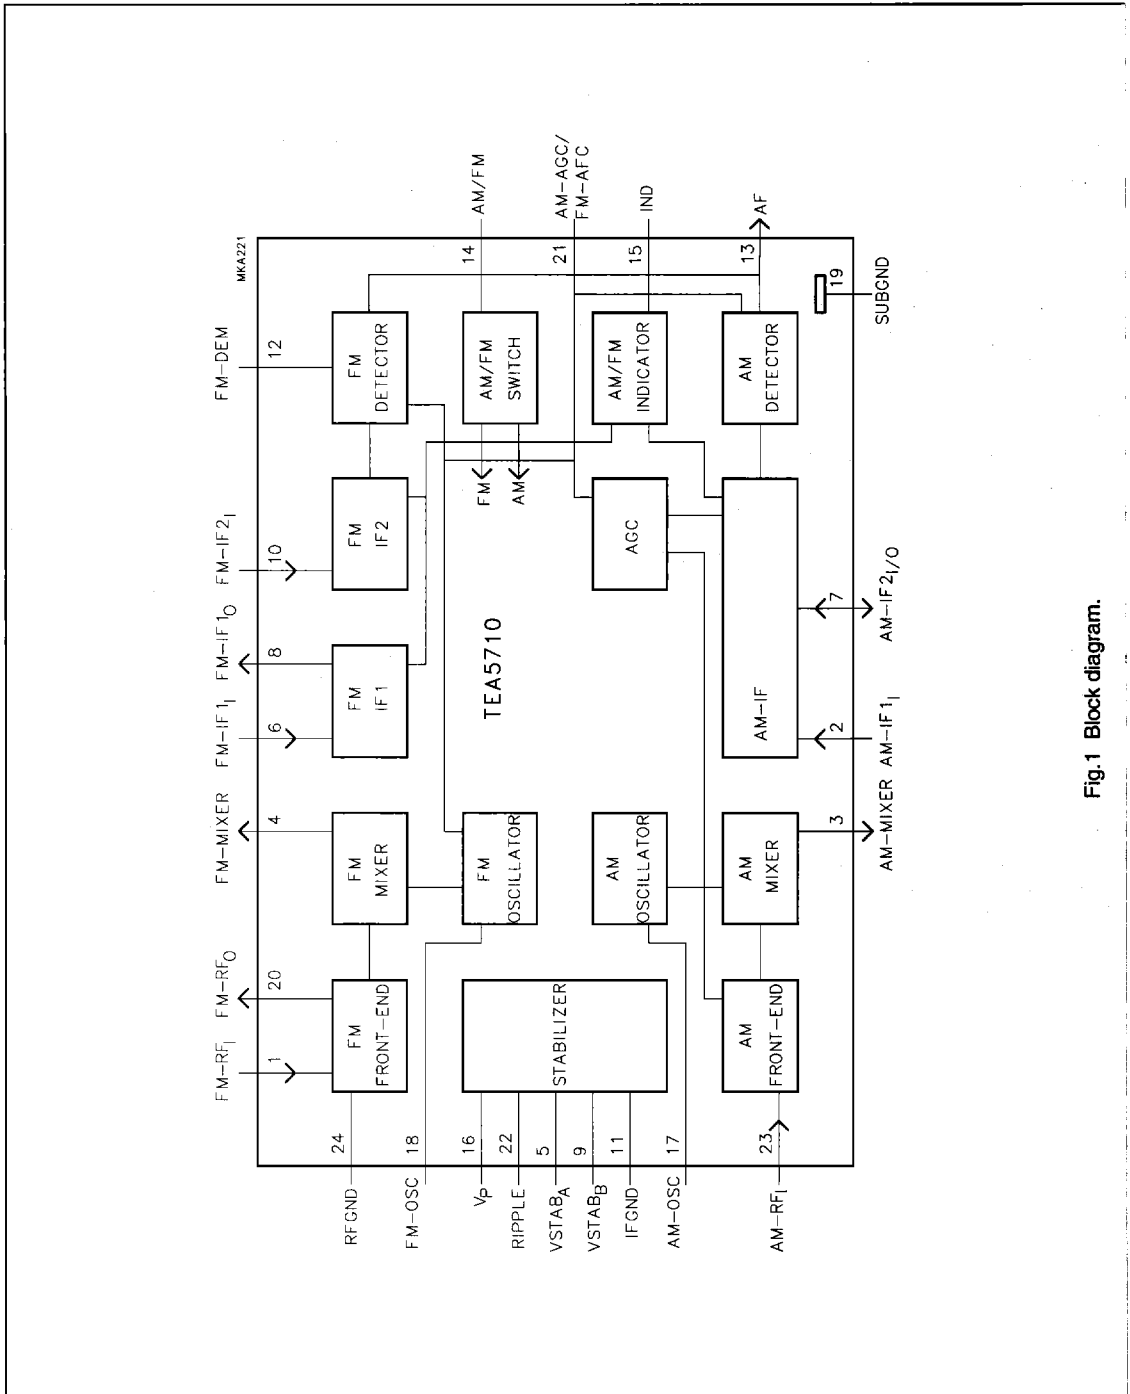 FM-RF_I
FM-RF_O
FM-MIXER
FM-IF1_I
FM-IF1_O
FM-IF2_I
FM-DEM
1
20
4
6
8
10
12
MKA221
RFGND
24
FM
FRONT-END
FM
MIXER
FM
IF1
FM
IF2
FM
DETECTOR
FM-OSC
18
V_P
16
RIPPLE
22
VSTAB_A
5
VSTAB_B
9
IFGND
11
AM-OSC
17
STABILIZER
FM
OSCILLATOR
AM
OSCILLATOR
TEA5710
FM
AM
AM/FM
SWITCH
14
AM/FM
21
AM-AGC/
FM-AFC
AGC
AM/FM
INDICATOR
15
IND
AM-RF_I
23
AM
FRONT-END
AM
MIXER
AM-IF
AM
DETECTOR
13
AF
3
2
7
19
AM-MIXER
AM-IF1_I
AM-IF2_I/O
SUBGND
Fig.1 Block diagram.